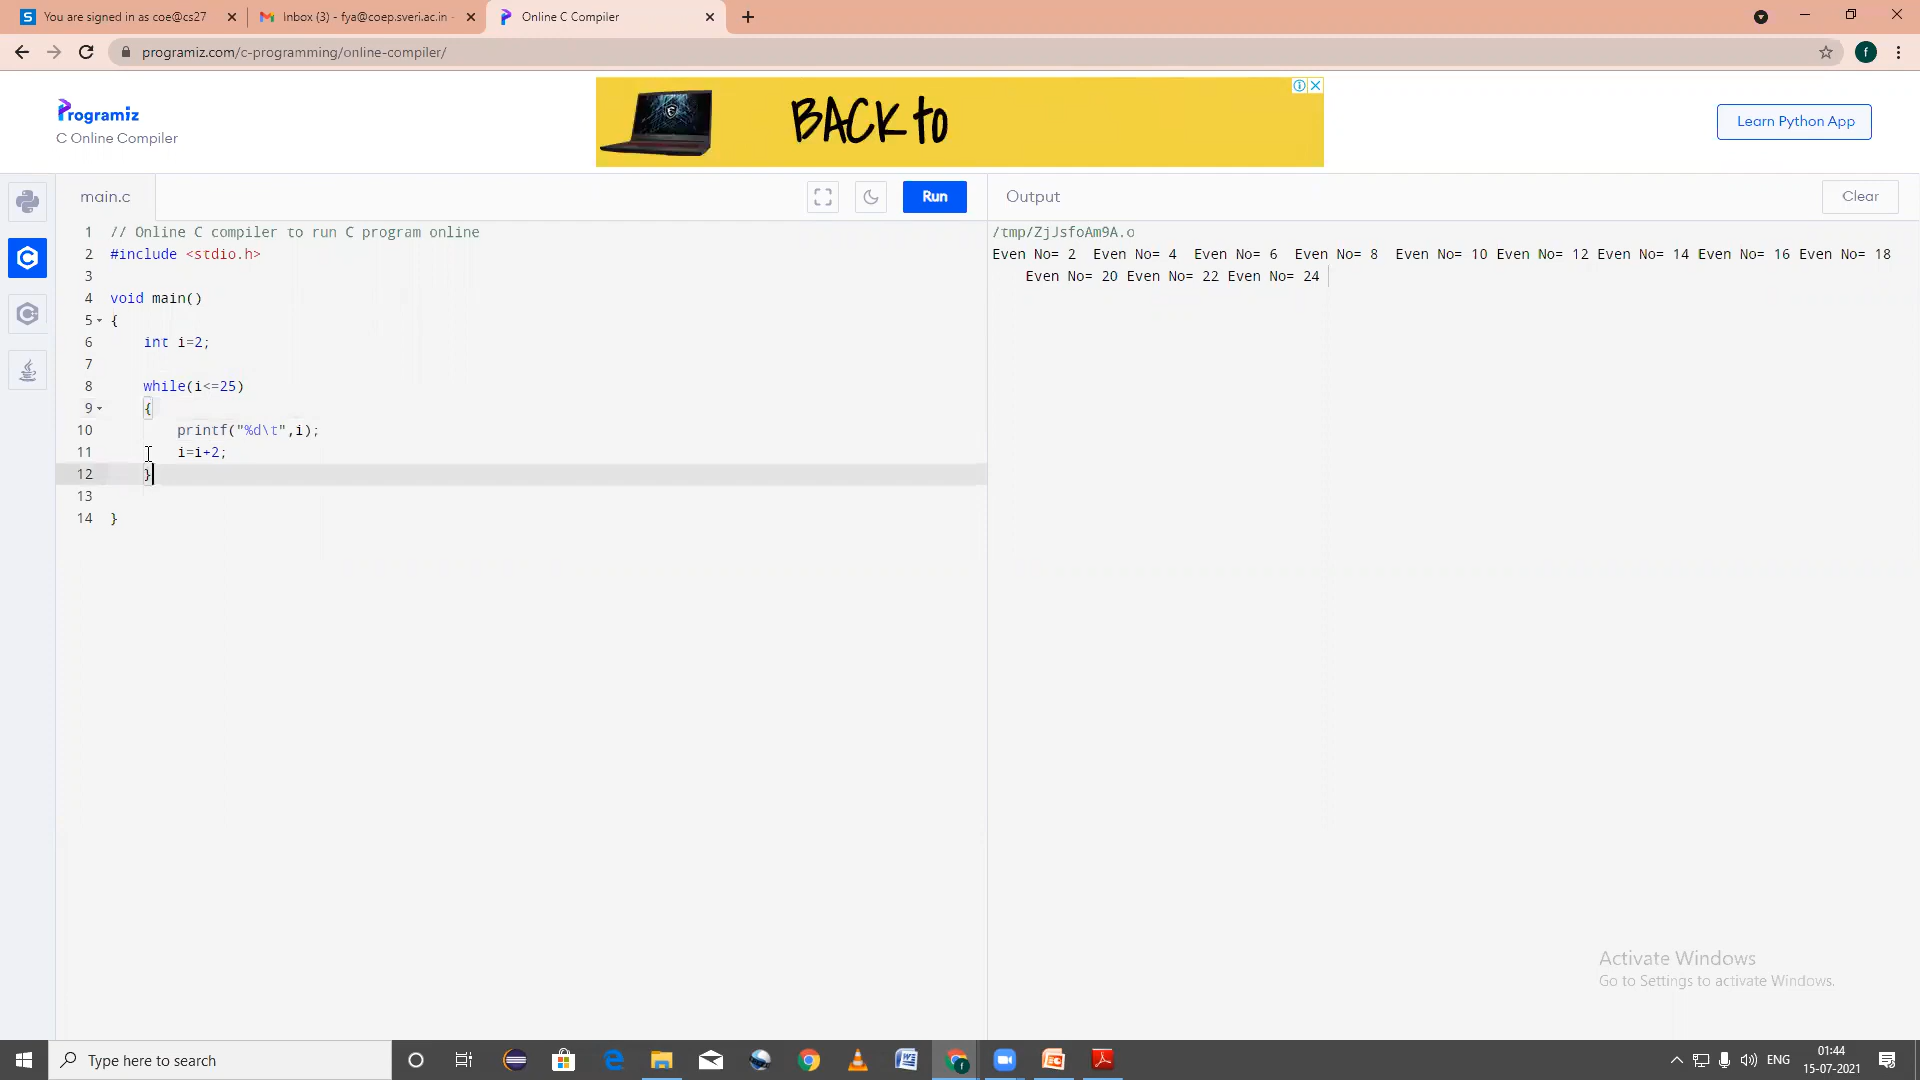 You are signed in as coe@cs27
Inbox (3) - fya@coep.sveri.ac.in -
Online C Compiler
programiz.com/c-programming/online-compiler/
f
Programiz
C Online Compiler
BACK to
Learn Python App
main.c
Run
Output
Clear
1 // Online C compiler to run C program online
2 #include <stdio.h>
3
4 void main()
5 {
6 int i=2;
7
8 while(i<=25)
9 {
10 printf("%d\t",i);
11 i=i+2;
12 }
13
14 }
/tmp/ZjJsfoAm9A.o
Even No= 2 Even No= 4 Even No= 6 Even No= 8 Even No= 10 Even No= 12 Even No= 14 Even No= 16 Even No= 18
Even No= 20 Even No= 22 Even No= 24
Activate Windows
Go to Settings to activate Windows.
Type here to search
ENG
01:44
15-07-2021